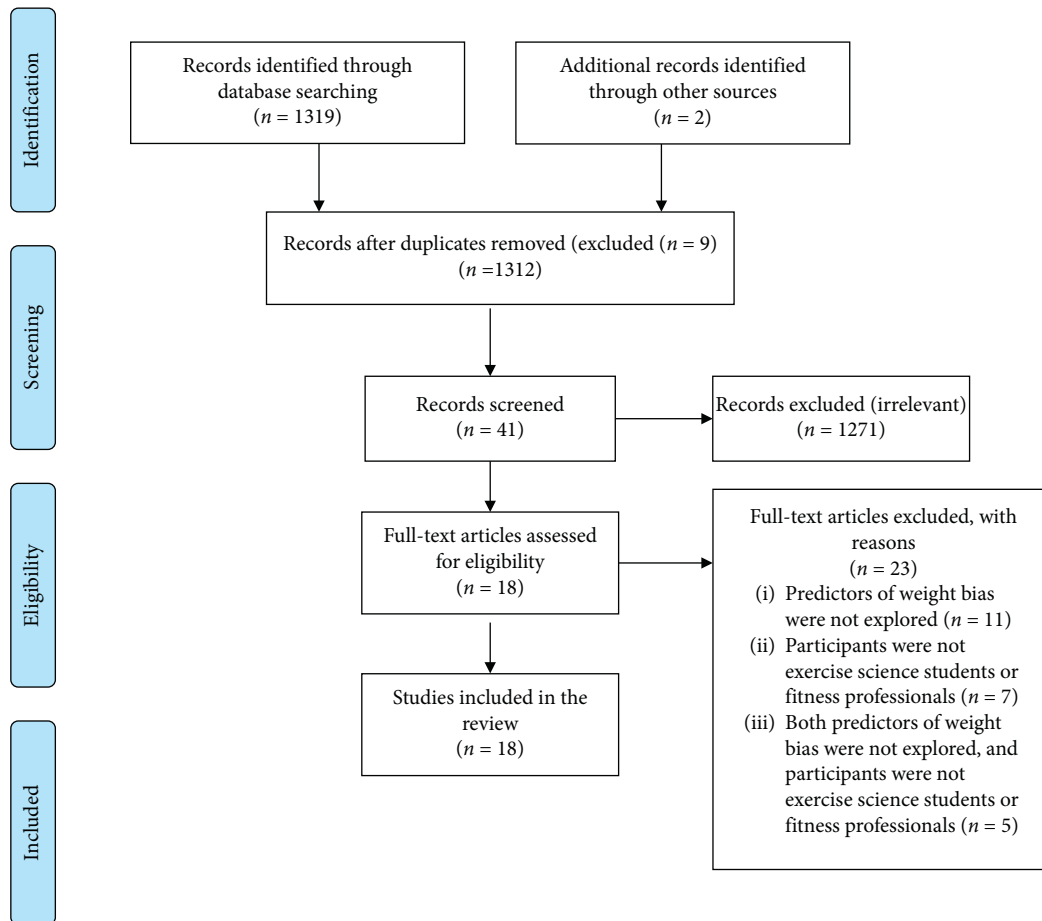 Identification
Records identified through
database searching
(n = 1319)
Additional records identified
through other sources
(n = 2)
Records after duplicates removed (excluded (n = 9)
(n =1312)
Screening
Records screened
(n = 41)
Records excluded (irrelevant)
(n = 1271)
Eligibility
Full-text articles assessed
for eligibility
(n = 18)
Full-text articles excluded, with
reasons
(n = 23)
(i) Predictors of weight bias
were not explored (n = 11)
(ii) Participants were not
exercise science students or
fitness professionals (n = 7)
(iii) Both predictors of weight
bias were not explored, and
participants were not
exercise science students or
fitness professionals (n = 5)
Included
Studies included in the
review
(n = 18)